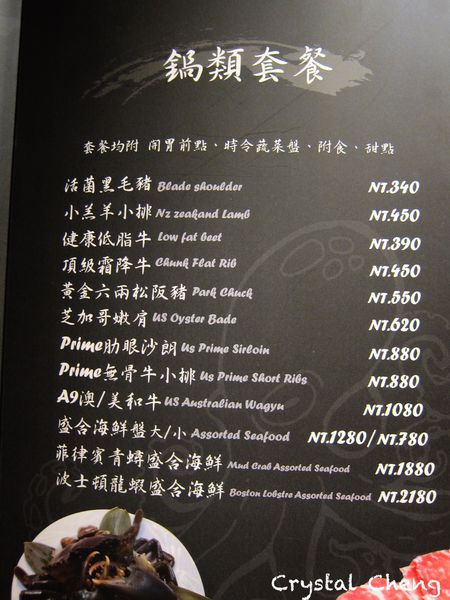 鍋類套餐
套餐均附 開胃前點、時令蔬菜盤、附食、甜點
活菌黑毛豬 Blade shoulder NT.340
小羔羊小排 Nz zeakand Lamb NT.450
健康低脂牛 Low fat beet NT.390
頂級霜降牛 Chunk Flat Rib NT.450
黃金六兩松阪豬 Park Chuck NT.550
芝加哥嫩肩 US Oyster Bade NT.620
Prime肋眼沙朗 Us Prime Sirloin NT.880
Prime無骨牛小排 Us Prime Short Ribs NT.880
A9澳/美和牛 US Australian Wagyu NT.1080
盛合海鮮盤大/小 Assorted Seafood NT.1280/NT.780
菲律賓青蟳盛合海鮮 Mud Crab Assorted Seafood NT.1880
波士頓龍蝦盛合海鮮 Boston Lobstre Assorted Seafood NT.2180
Crystal Cheng